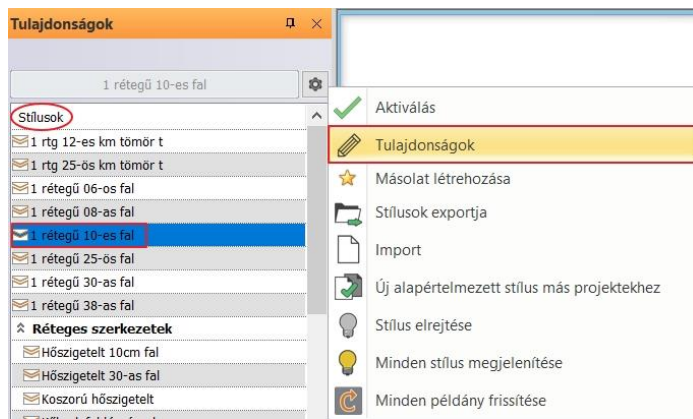 Tulajdonságok
1 rétegű 10-es fal
Stílusok
1 rtg 12-es km tömör t
1 rtg 25-ös km tömör t
1 rétegű 06-os fal
1 rétegű 08-as fal
1 rétegű 10-es fal
1 rétegű 25-ös fal
1 rétegű 30-as fal
1 rétegű 38-as fal
Réteges szerkezetek
Hőszigetelt 10cm fal
Hőszigetelt 30-as fal
Koszorú hőszigetelt
Aktiválás
Tulajdonságok
Másolat létrehozása
Stílusok exportja
Import
Új alapértelmezett stílus más projektekhez
Stílus elrejtése
Minden stílus megjelenítése
Minden példány frissítése